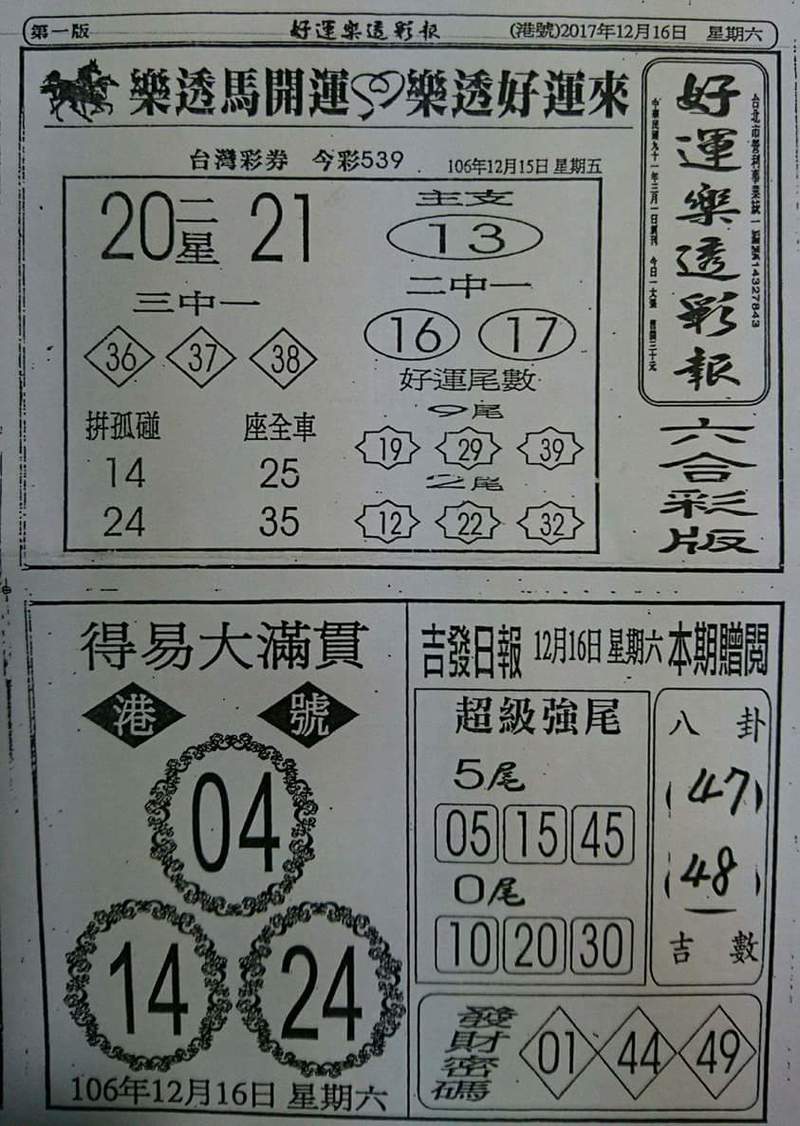 第一版 好運樂透彩報 (港號)2017年12月16日 星期六
樂透馬開運 樂透好運來
台灣彩券 今彩539 106年12月15日 星期五
20 二星 21
三中一
36 37 38
拼孤碰 座全車
14 25
24 35
主支
13
二中一
16 17
好運尾數
9尾
19 29 39
2尾
12 22 32
好運樂透彩報
六合彩版
得易大滿貫
港 號
04
14 24
106年12月16日 星期六
吉發日報 12月16日 星期六 本期贈閱
超級強尾
5尾
05 15 45
0尾
10 20 30
八卦
(47)
(48)
吉數
發財密碼
01 44 49